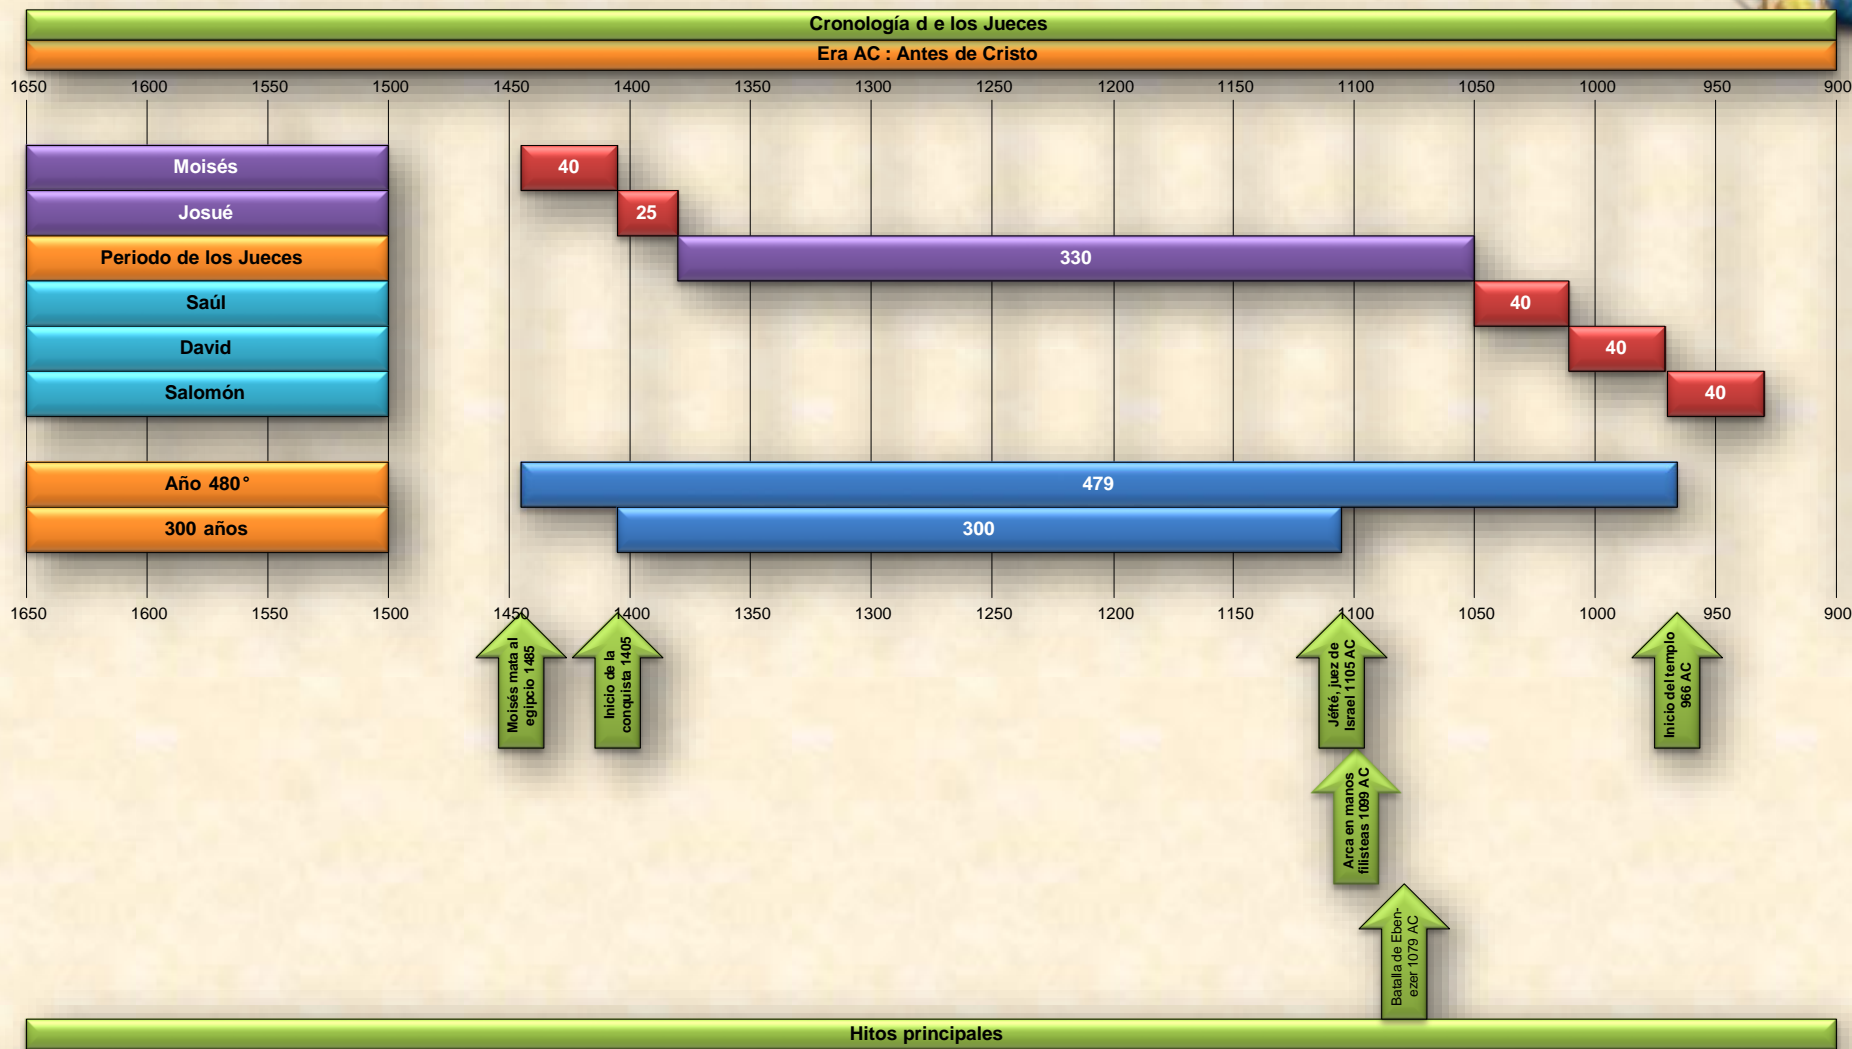 Cronología d e los Jueces
Era AC : Antes de Cristo
1650 1600 1550 1500 1450 1400 1350 1300 1250 1200 1150 1100 1050 1000 950 900
Moisés 40
Josué 25
Periodo de los Jueces 330
Saúl 40
David 40
Salomón 40
Año 480° 479
300 años 300
1650 1600 1550 1500 1450 1400 1350 1300 1250 1200 1150 1100 1050 1000 950 900
Moisés mata al
egipcio 1485
Inicio de la
conquista 1405
Jéfté, juez de
Israel 1105 AC
Inicio del templo
966 AC
Arca en manos
filisteas 1099 AC
Batalla de Eben-
ezer 1079 AC
Hitos principales